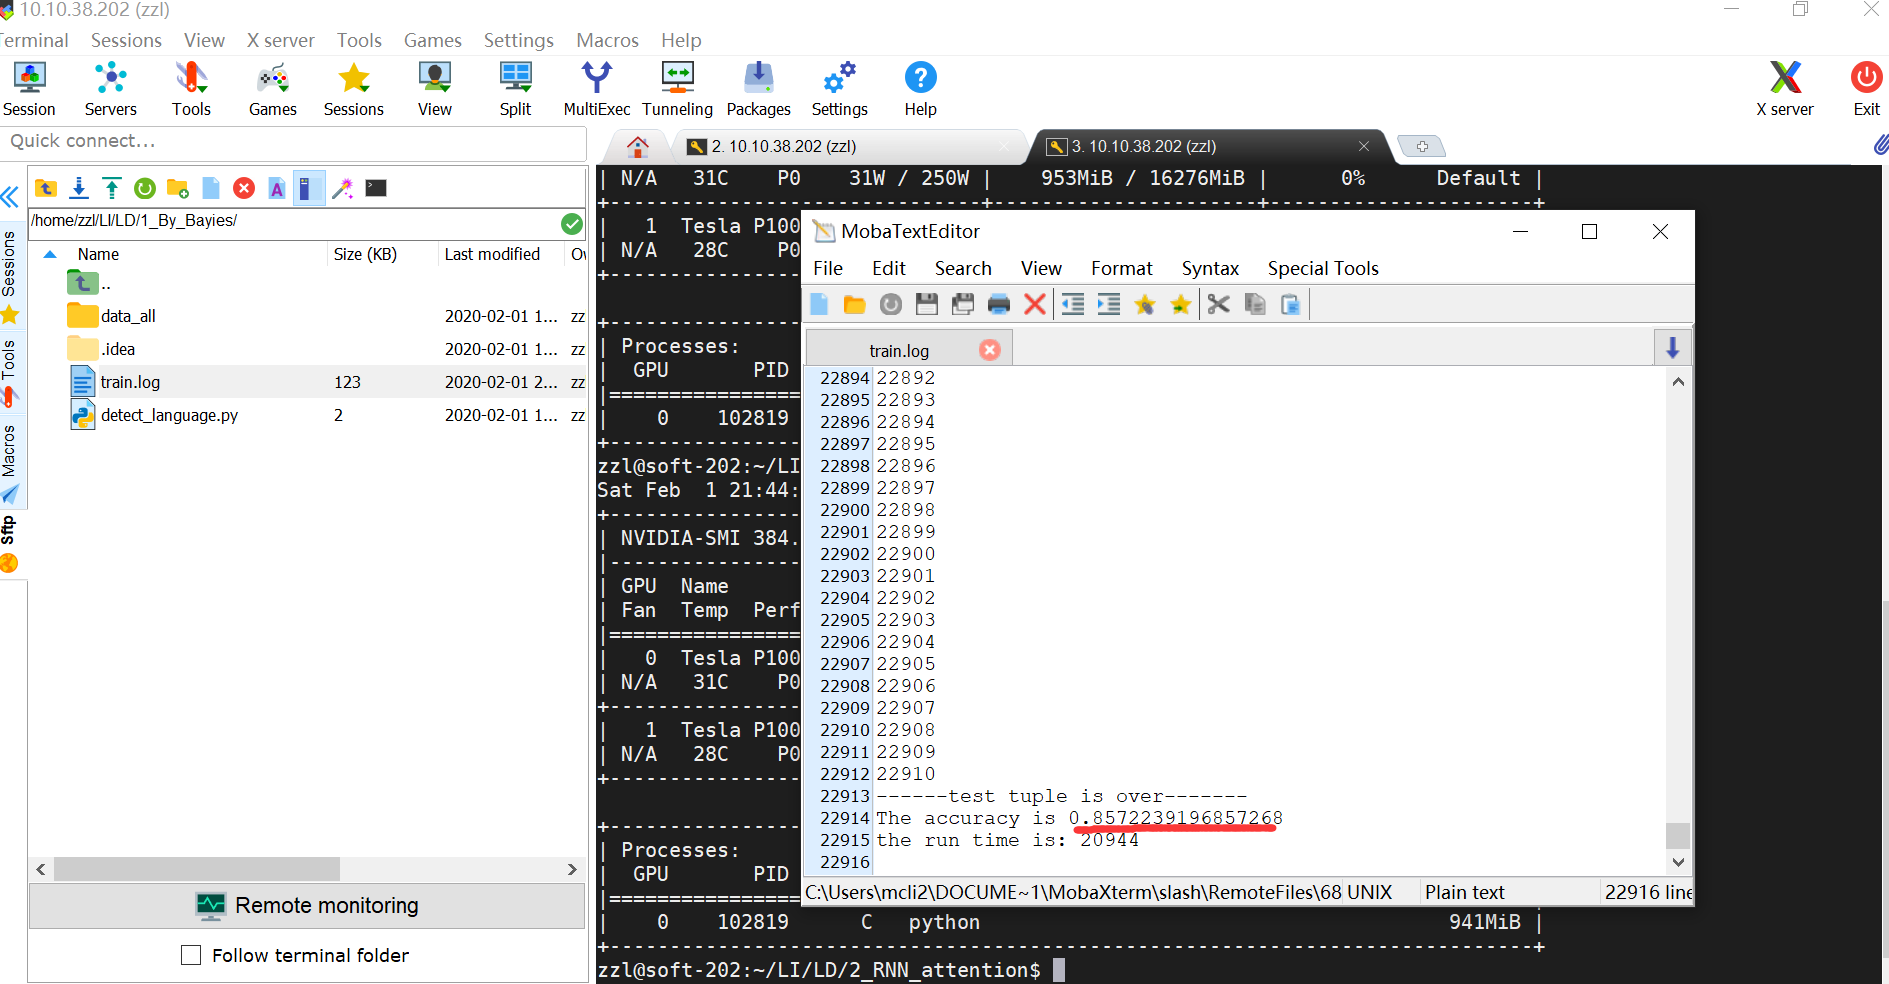 10.10.38.202 (zzl)
Terminal Sessions View X server Tools Games Settings Macros Help
Session Servers Tools Games Sessions View Split MultiExec Tunneling Packages Settings Help X server Exit
Quick connect...
2. 10.10.38.202 (zzl)
3. 10.10.38.202 (zzl)
/home/zzl/LI/LD/1_By_Bayies/
Name Size (KB) Last modified
..
data_all 2020-02-01 1... zz
.idea 2020-02-01 1... zz
train.log 123 2020-02-01 2... zz
detect_language.py 2 2020-02-01 1... zz
Sessions
Tools
Macros
Sftp
Remote monitoring
Follow terminal folder
| N/A 31C P0 31W / 250W | 953MiB / 16276MiB | 0% Default |
+-------------------------------+----------------------+----------------------+
| 1 Tesla P100
| N/A 28C P0
+----------------
+----------------
| Processes:
| GPU PID
|================
| 0 102819
+----------------
zzl@soft-202:~/LI
Sat Feb 1 21:44:
+----------------
| NVIDIA-SMI 384.
|----------------
| GPU Name
| Fan Temp Perf
|================
| 0 Tesla P100
| N/A 31C P0
+----------------
| 1 Tesla P100
| N/A 28C P0
+----------------
+----------------
| Processes:
| GPU PID
|================
| 0 102819 C python 941MiB |
+-----------------------------------------------------------------------------+
zzl@soft-202:~/LI/LD/2_RNN_attention$
MobaTextEditor
File Edit Search View Format Syntax Special Tools
train.log
22894 22892
22895 22893
22896 22894
22897 22895
22898 22896
22899 22897
22900 22898
22901 22899
22902 22900
22903 22901
22904 22902
22905 22903
22906 22904
22907 22905
22908 22906
22909 22907
22910 22908
22911 22909
22912 22910
22913 ------test tuple is over-------
22914 The accuracy is 0.8572239196857268
22915 the run time is: 20944
22916
C:\Users\mcli2\DOCUME~1\MobaXterm\slash\RemoteFiles\68 UNIX Plain text 22916 line